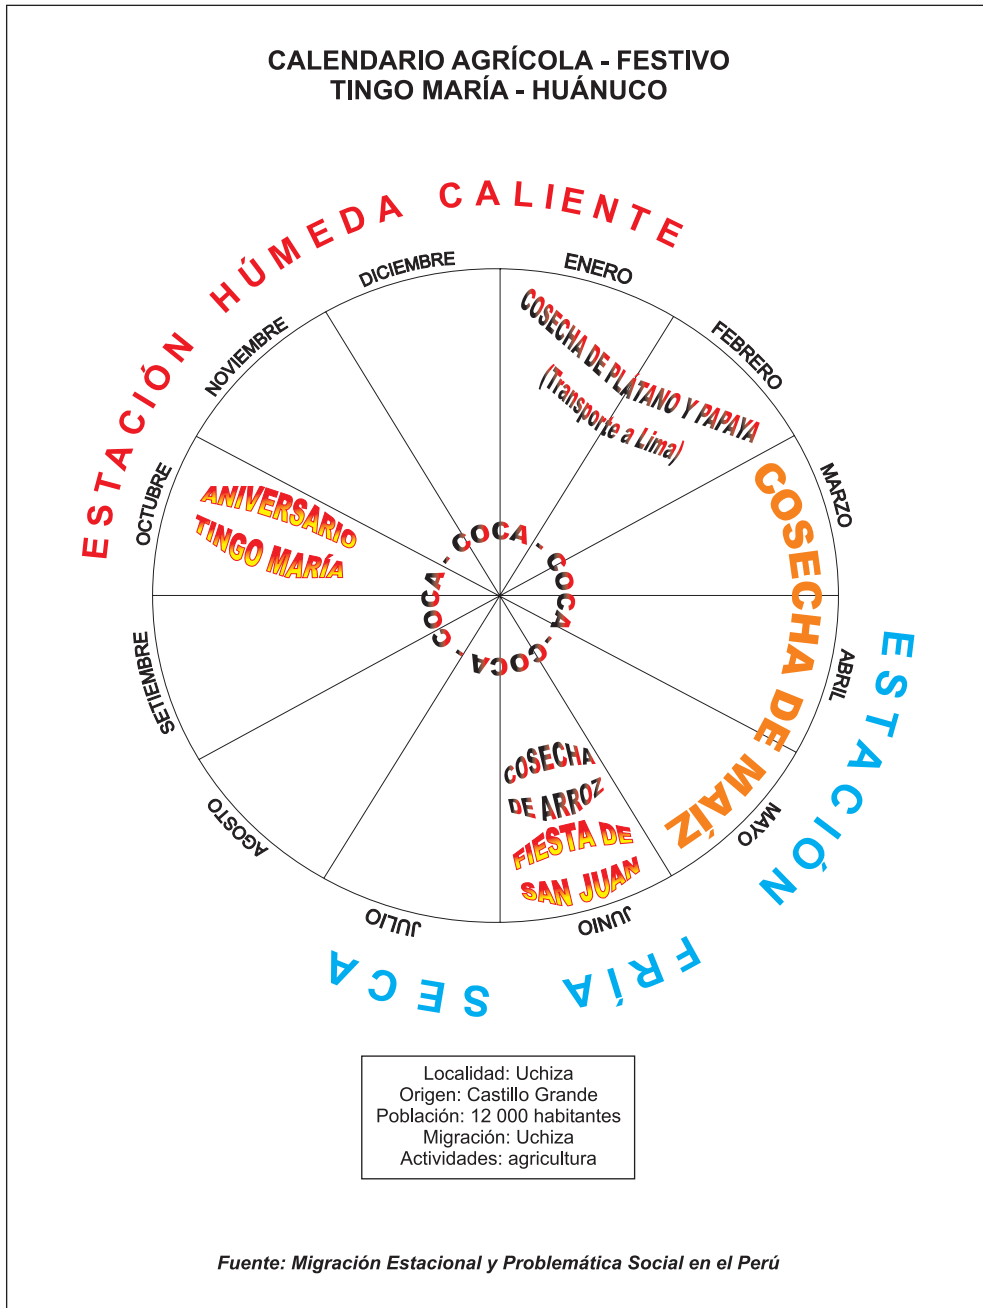 CALENDARIO AGRÍCOLA - FESTIVO
TINGO MARÍA - HUÁNUCO
ESTACIÓN HÚMEDA CALIENTE
ENERO
FEBRERO
MARZO
ABRIL
MAYO
JUNIO
JULIO
AGOSTO
SETIEMBRE
OCTUBRE
NOVIEMBRE
DICIEMBRE
COSECHA DE PLÁTANO Y PAPAYA
(Transporte a Lima)
COSECHA DE MAÍZ
COSECHA
DE ARROZ
FIESTA DE
SAN JUAN
ANIVERSARIO
TINGO MARÍA
COCA - COCA - COCA - COCA - COCA -
ESTACIÓN FRÍA SECA
Localidad: Uchiza
Origen: Castillo Grande
Población: 12 000 habitantes
Migración: Uchiza
Actividades: agricultura
Fuente: Migración Estacional y Problemática Social en el Perú